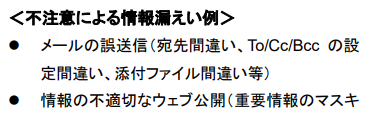 ＜不注意による情報漏えい例＞
● メールの誤送信（宛先間違い、To/Cc/Bcc の設
定間違い、添付ファイル間違い等）
● 情報の不適切なウェブ公開（重要情報のマスキ